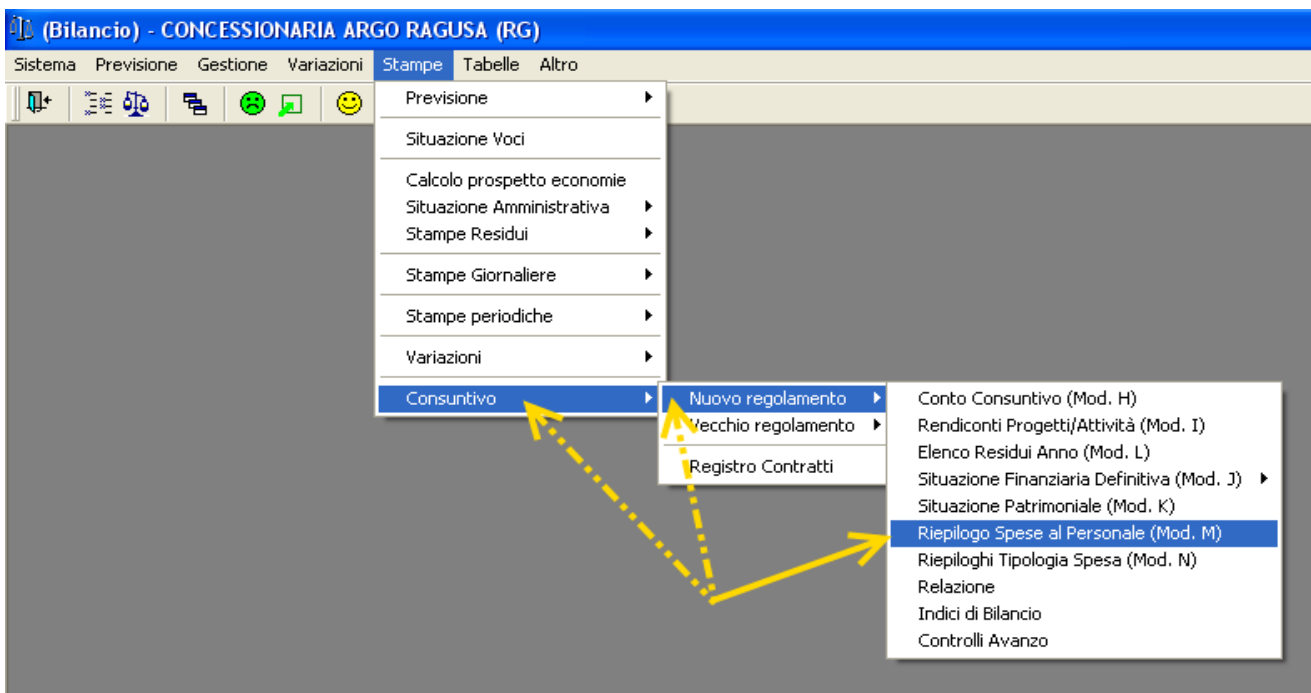 (Bilancio) - CONCESSIONARIA ARGO RAGUSA (RG)
Sistema Previsione Gestione Variazioni Stampe Tabelle Altro
Previsione
Situazione Voci
Calcolo prospetto economie
Situazione Amministrativa
Stampe Residui
Stampe Giornaliere
Stampe periodiche
Variazioni
Consuntivo
Nuovo regolamento
Vecchio regolamento
Registro Contratti
Conto Consuntivo (Mod. H)
Rendiconti Progetti/Attività (Mod. I)
Elenco Residui Anno (Mod. L)
Situazione Finanziaria Definitiva (Mod. J)
Situazione Patrimoniale (Mod. K)
Riepilogo Spese al Personale (Mod. M)
Riepiloghi Tipologia Spesa (Mod. N)
Relazione
Indici di Bilancio
Controlli Avanzo